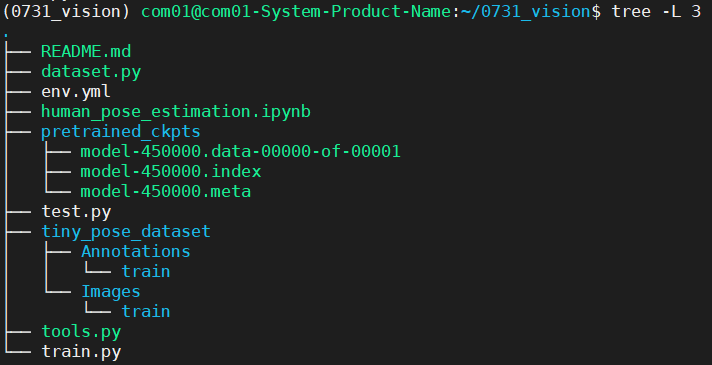 (0731_vision) com01@com01-System-Product-Name:~/0731_vision$ tree -L 3
.
├── README.md
├── dataset.py
├── env.yml
├── human_pose_estimation.ipynb
├── pretrained_ckpts
│   ├── model-450000.data-00000-of-00001
│   ├── model-450000.index
│   └── model-450000.meta
├── test.py
├── tiny_pose_dataset
│   ├── Annotations
│   │   └── train
│   └── Images
│       └── train
├── tools.py
└── train.py